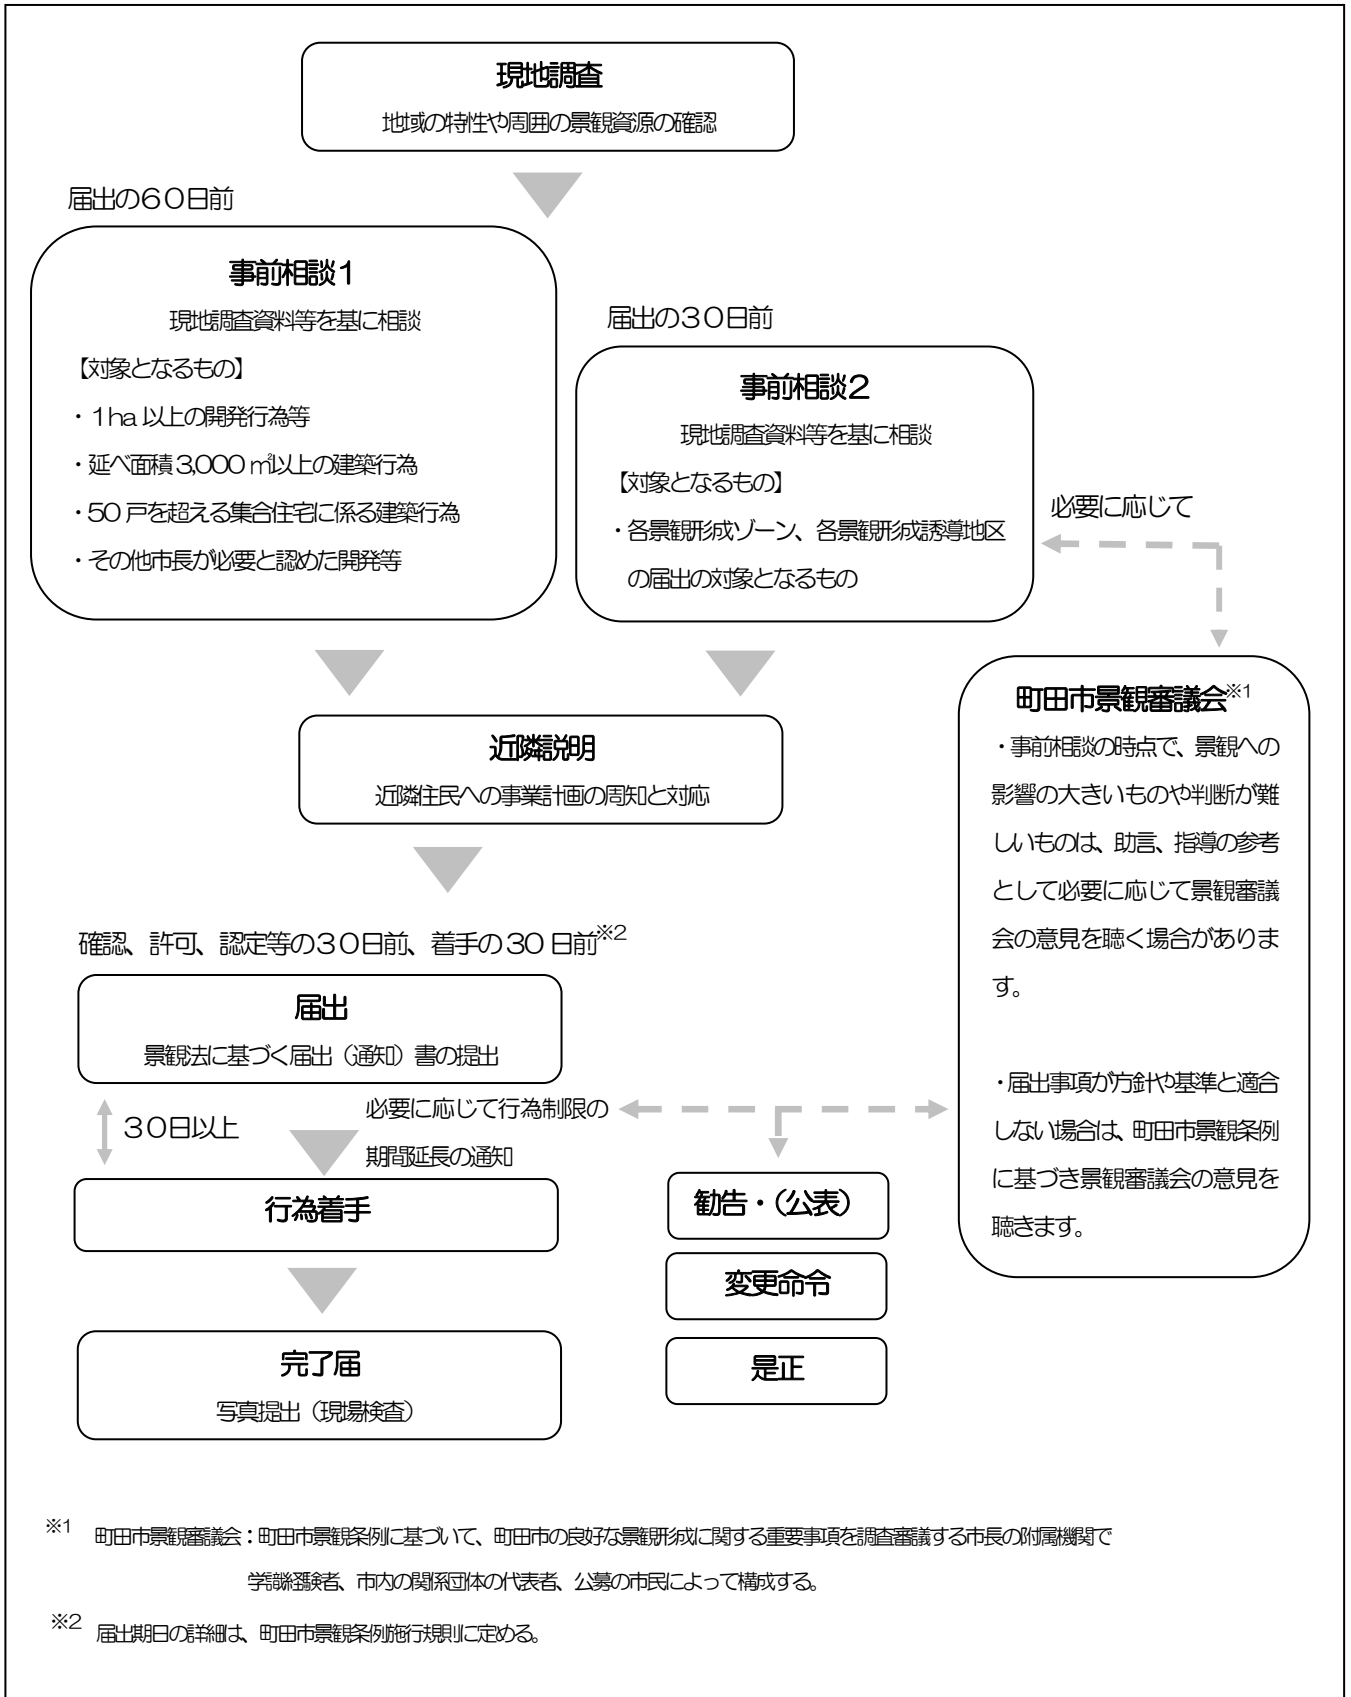 現地調査
地域の特性や周囲の景観資源の確認
届出の60日前
事前相談1
現地調査資料等を基に相談
【対象となるもの】
・1ha 以上の開発行為等
・延べ面積3,000㎡以上の建築行為
・50戸を超える集合住宅に係る建築行為
・その他市長が必要と認めた開発等
届出の30日前
事前相談2
現地調査資料等を基に相談
【対象となるもの】
・各景観形成ゾーン、各景観形成誘導地区
の届出の対象となるもの
必要に応じて
近隣説明
近隣住民への事業計画の周知と対応
町田市景観審議会※1
・事前相談の時点で、景観への
影響の大きいものや判断が難
しいものは、助言、指導の参考
として必要に応じて景観審議
会の意見を聴く場合がありま
す。
・届出事項が方針や基準と適合
しない場合は、町田市景観条例
に基づき景観審議会の意見を
聴きます。
確認、許可、認定等の30日前、着手の30日前※2
届出
景観法に基づく届出(通知)書の提出
30日以上
必要に応じて行為制限の
期間延長の通知
行為着手
勧告・(公表)
変更命令
是正
完了届
写真提出(現場検査)
※1 町田市景観審議会:町田市景観条例に基づいて、町田市の良好な景観形成に関する重要事項を調査審議する市長の附属機関で
学識経験者、市内の関係団体の代表者、公募の市民によって構成する。
※2 届出期日の詳細は、町田市景観条例施行規則に定める。